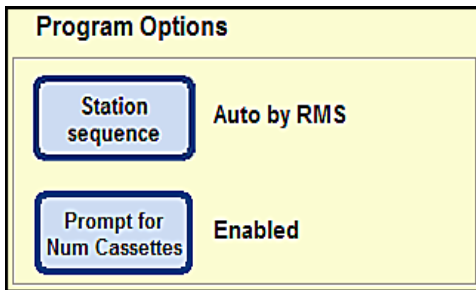 Program Options
Station
sequence
Auto by RMS
Prompt for
Num Cassettes
Enabled